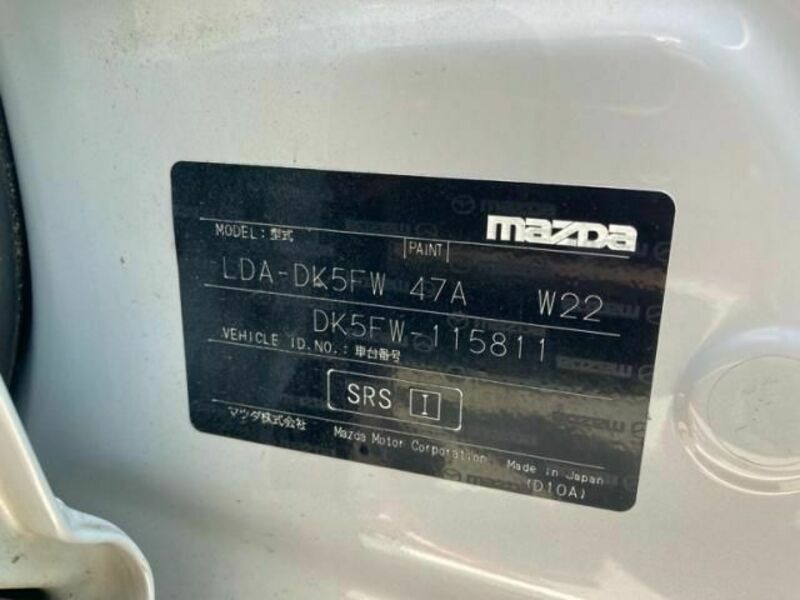 mazda
MODEL:型式 PAINT
LDA-DK5FW 47A W22
DK5FW-115811
VEHICLE ID.NO.:車台番号
SRS I
マツダ株式会社 Mazda Motor Corporation Made in Japan
(D10A)